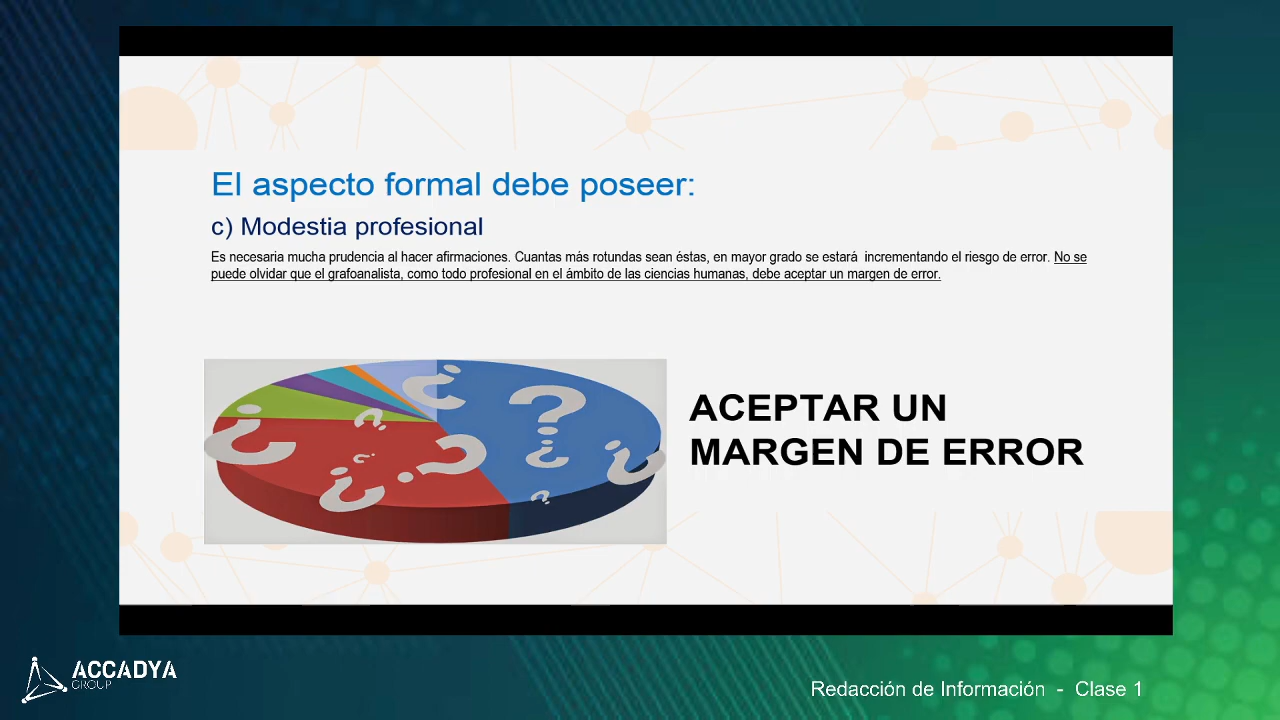 El aspecto formal debe poseer:
c) Modestia profesional
Es necesaria mucha prudencia al hacer afirmaciones. Cuantas más rotundas sean éstas, en mayor grado se estará incrementando el riesgo de error. No se
puede olvidar que el grafoanalista, como todo profesional en el ámbito de las ciencias humanas, debe aceptar un margen de error.
ACEPTAR UN
MARGEN DE ERROR
ACCADYA
GROUP
Redacción de Información - Clase 1